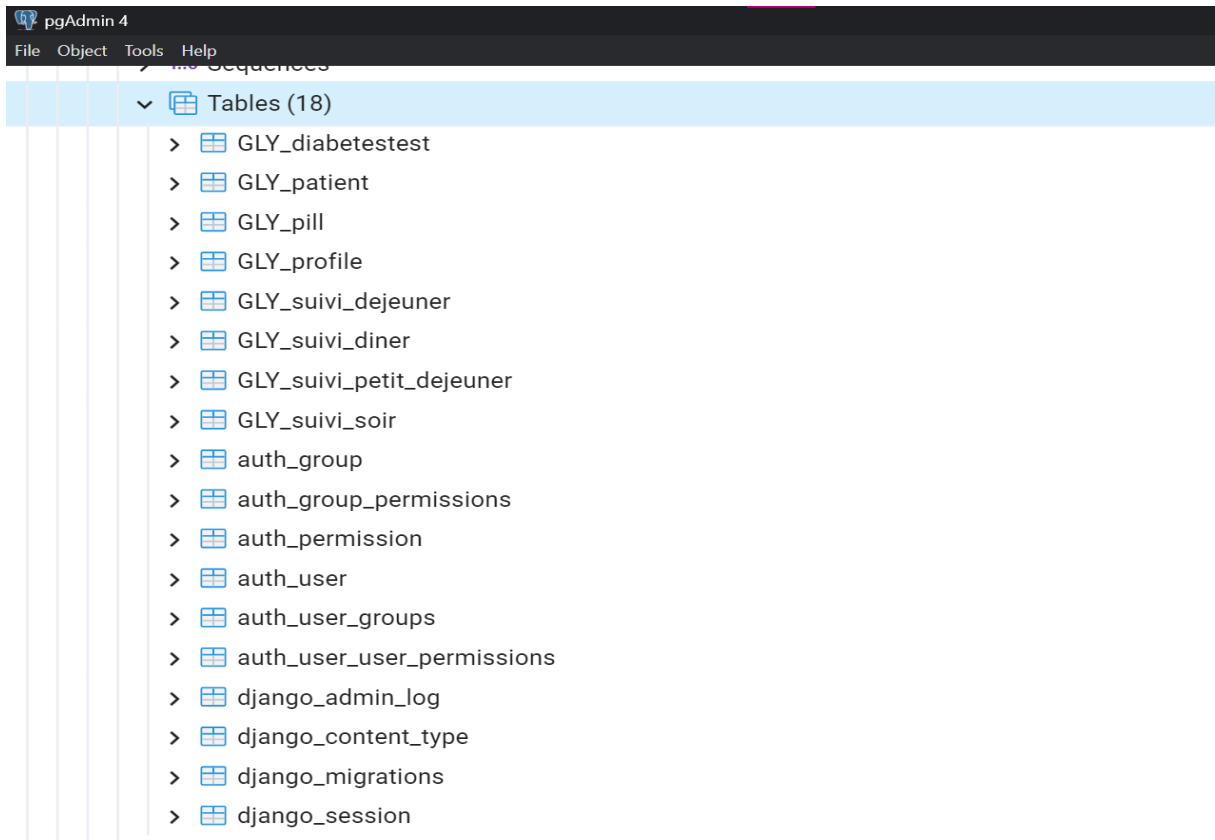 pgAdmin 4
File Object Tools Help
Sequences
Tables (18)
GLY_diabetestest
GLY_patient
GLY_pill
GLY_profile
GLY_suivi_dejeuner
GLY_suivi_diner
GLY_suivi_petit_dejeuner
GLY_suivi_soir
auth_group
auth_group_permissions
auth_permission
auth_user
auth_user_groups
auth_user_user_permissions
django_admin_log
django_content_type
django_migrations
django_session